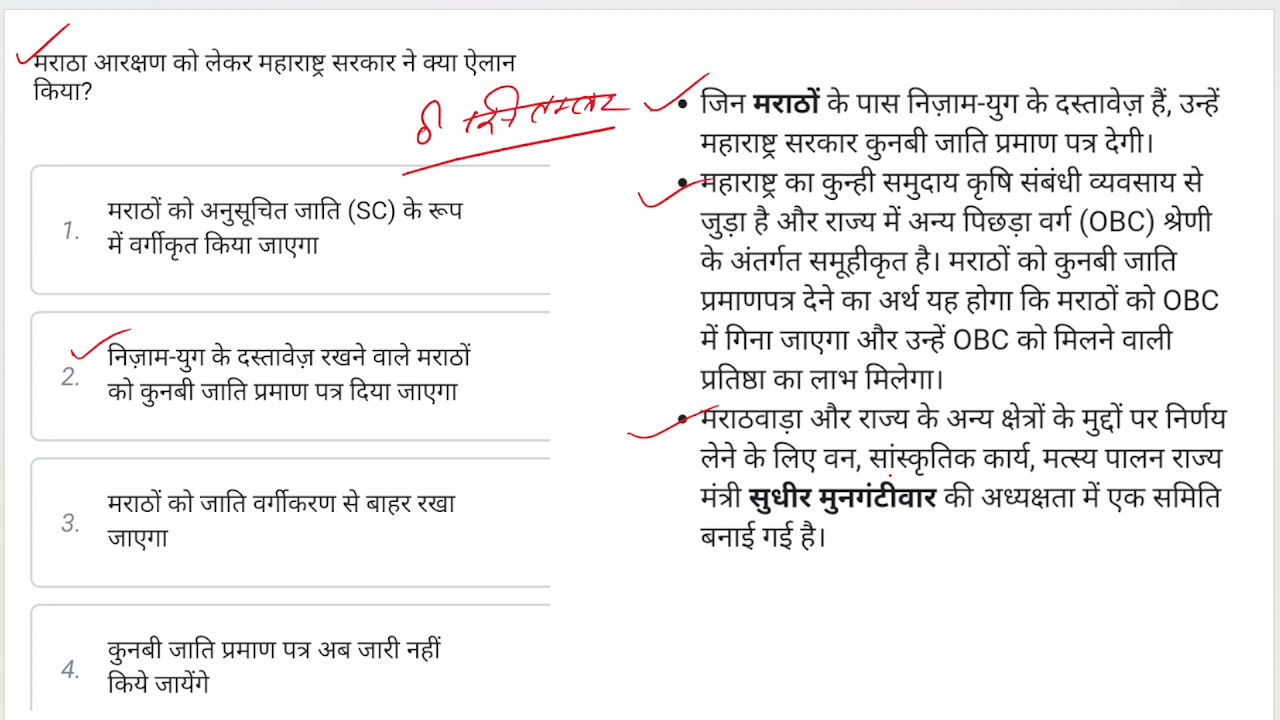 मराठा आरक्षण को लेकर महाराष्ट्र सरकार ने क्या ऐलान
किया?
1. मराठों को अनुसूचित जाति (SC) के रूप
में वर्गीकृत किया जाएगा
2. निज़ाम-युग के दस्तावेज़ रखने वाले मराठों
को कुनबी जाति प्रमाण पत्र दिया जाएगा
3. मराठों को जाति वर्गीकरण से बाहर रखा
जाएगा
4. कुनबी जाति प्रमाण पत्र अब जारी नहीं
किये जायेंगे
• जिन मराठों के पास निज़ाम-युग के दस्तावेज़ हैं, उन्हें
महाराष्ट्र सरकार कुनबी जाति प्रमाण पत्र देगी।
• महाराष्ट्र का कुन्ही समुदाय कृषि संबंधी व्यवसाय से
जुड़ा है और राज्य में अन्य पिछड़ा वर्ग (OBC) श्रेणी
के अंतर्गत समूहीकृत है। मराठों को कुनबी जाति
प्रमाणपत्र देने का अर्थ यह होगा कि मराठों को OBC
में गिना जाएगा और उन्हें OBC को मिलने वाली
प्रतिष्ठा का लाभ मिलेगा।
• मराठवाड़ा और राज्य के अन्य क्षेत्रों के मुद्दों पर निर्णय
लेने के लिए वन, सांस्कृतिक कार्य, मत्स्य पालन राज्य
मंत्री सुधीर मुनगंटीवार की अध्यक्षता में एक समिति
बनाई गई है।